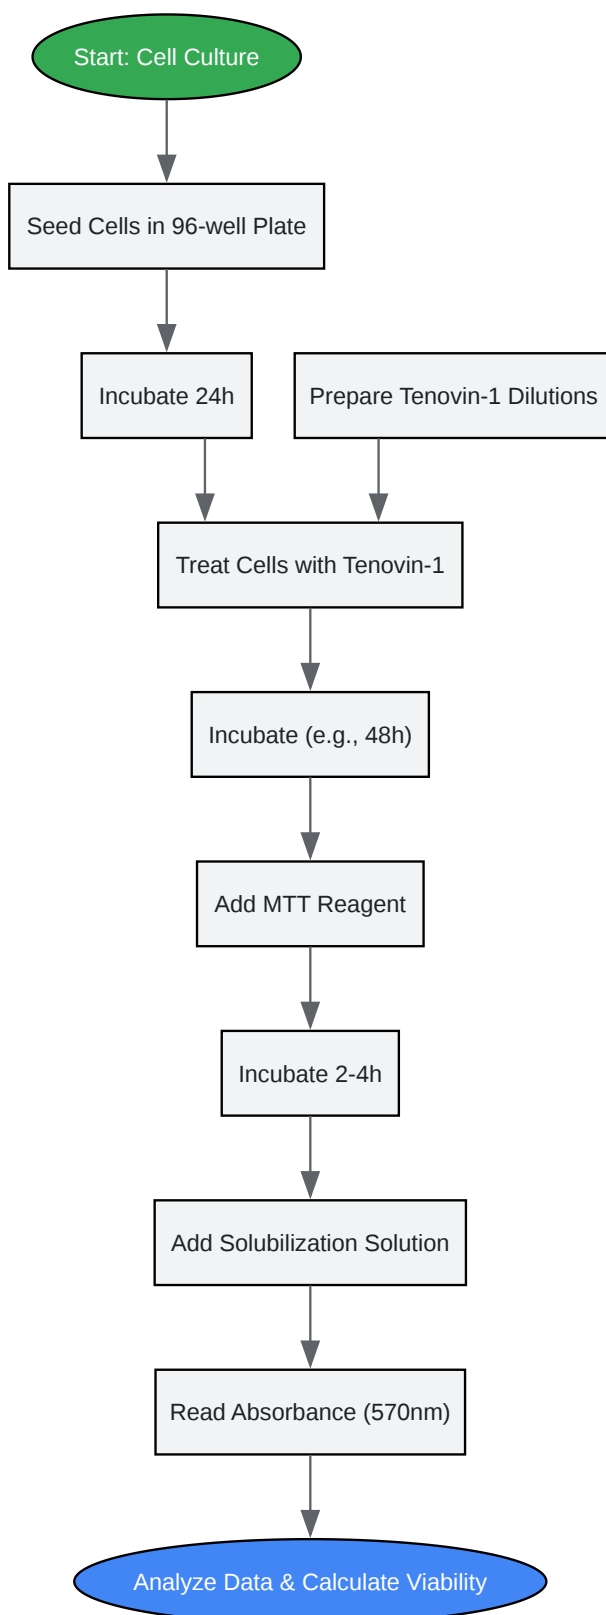 Start: Cell Culture
Seed Cells in 96-well Plate
Incubate 24h
Prepare Tenovin-1 Dilutions
Treat Cells with Tenovin-1
Incubate (e.g., 48h)
Add MTT Reagent
Incubate 2-4h
Add Solubilization Solution
Read Absorbance (570nm)
Analyze Data & Calculate Viability